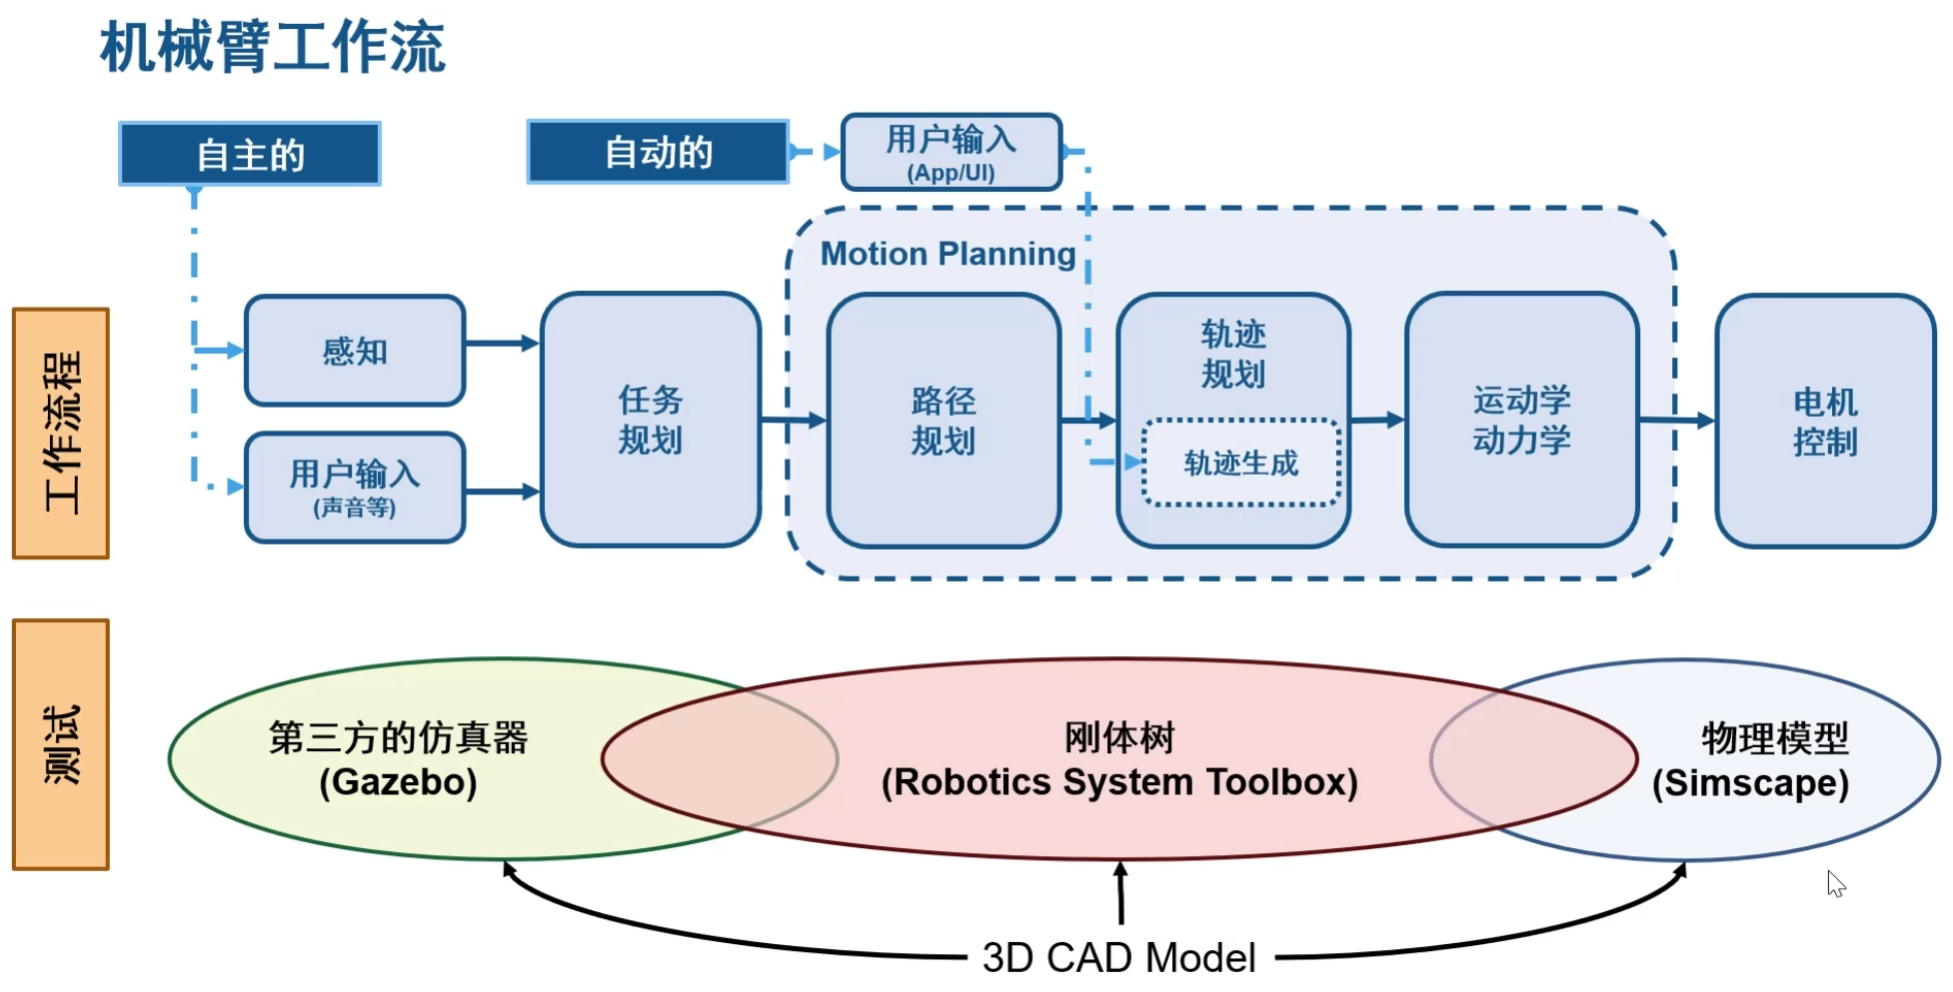 机械臂工作流
自主的
自动的
用户输入
(App/UI)
Motion Planning
工作流程
感知
用户输入
(声音等)
任务
规划
路径
规划
轨迹
规划
轨迹生成
运动学
动力学
电机
控制
测试
第三方的仿真器
(Gazebo)
刚体树
(Robotics System Toolbox)
物理模型
(Simscape)
3D CAD Model